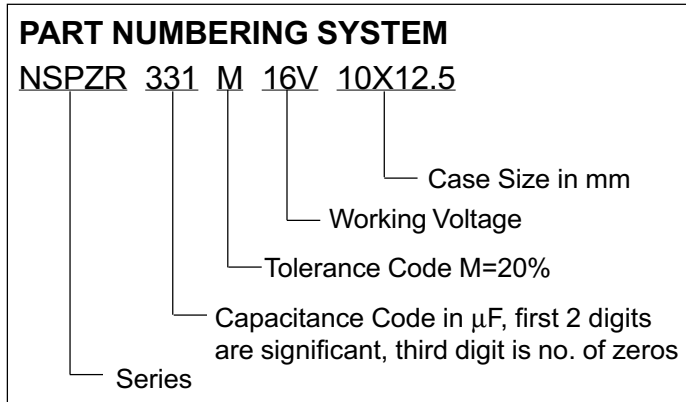 PART NUMBERING SYSTEM
NSPZR 331 M 16V 10X12.5
Case Size in mm
Working Voltage
Tolerance Code M=20%
Capacitance Code in μF, first 2 digits
are significant, third digit is no. of zeros
Series